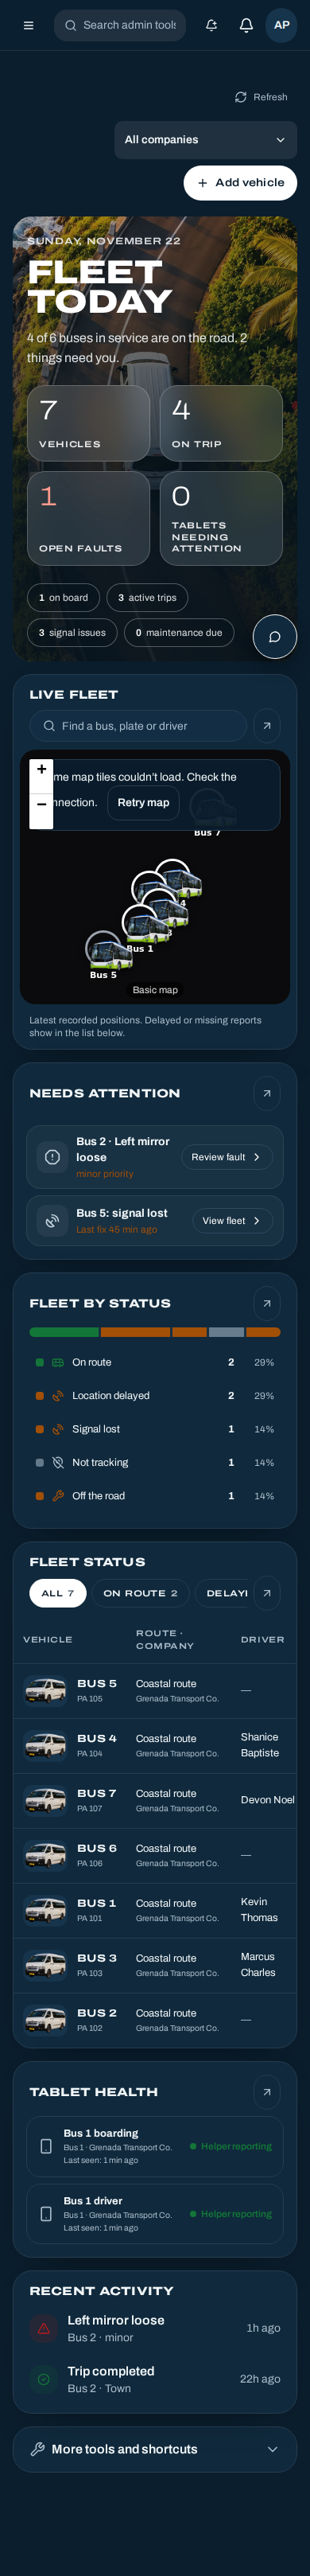 Search admin tools
AP
Refresh
All companies
+ Add vehicle
SUNDAY, NOVEMBER 22
FLEET
TODAY
4 of 6 buses in service are on the road. 2
things need you.
7
VEHICLES
4
ON TRIP
1
OPEN FAULTS
0
TABLETS
NEEDING
ATTENTION
1 on board
3 active trips
3 signal issues
0 maintenance due
LIVE FLEET
Find a bus, plate or driver
+
−
me map tiles couldn't load. Check the
nnection.
Retry map
Bus 7
4
3
Bus 1
Bus 5
Basic map
Latest recorded positions. Delayed or missing reports
show in the list below.
NEEDS ATTENTION
Bus 2 · Left mirror
loose
minor priority
Review fault
Bus 5: signal lost
Last fix 45 min ago
View fleet
FLEET BY STATUS
On route 2 29%
Location delayed 2 29%
Signal lost 1 14%
Not tracking 1 14%
Off the road 1 14%
FLEET STATUS
ALL 7
ON ROUTE 2
DELAYI
VEHICLE
ROUTE ·
COMPANY
DRIVER
BUS 5
PA 105
Coastal route
Grenada Transport Co.
—
BUS 4
PA 104
Coastal route
Grenada Transport Co.
Shanice
Baptiste
BUS 7
PA 107
Coastal route
Grenada Transport Co.
Devon Noel
BUS 6
PA 106
Coastal route
Grenada Transport Co.
—
BUS 1
PA 101
Coastal route
Grenada Transport Co.
Kevin
Thomas
BUS 3
PA 103
Coastal route
Grenada Transport Co.
Marcus
Charles
BUS 2
PA 102
Coastal route
Grenada Transport Co.
—
TABLET HEALTH
Bus 1 boarding
Bus 1 · Grenada Transport Co.
Last seen: 1 min ago
Helper reporting
Bus 1 driver
Bus 1 · Grenada Transport Co.
Last seen: 1 min ago
Helper reporting
RECENT ACTIVITY
Left mirror loose
Bus 2 · minor
1h ago
Trip completed
Bus 2 · Town
22h ago
More tools and shortcuts